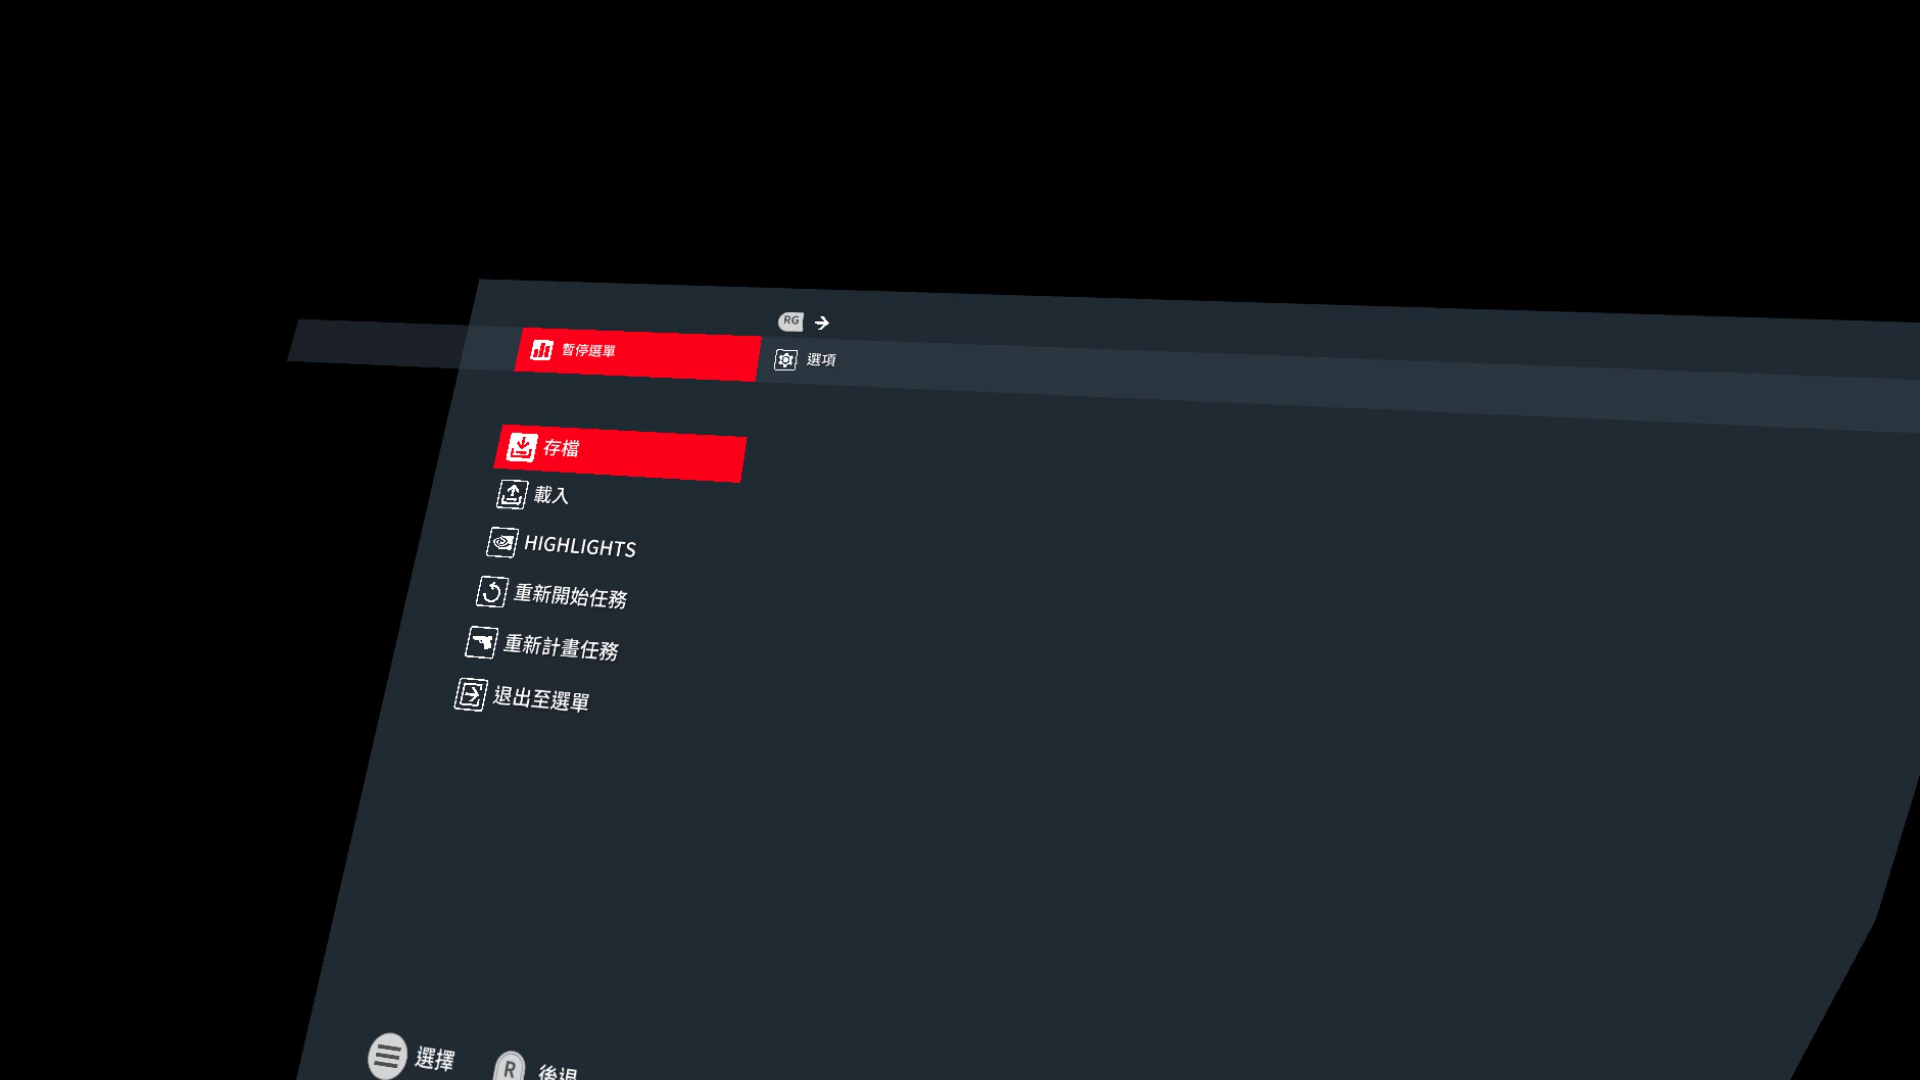 RG
暫停選單
選項
存檔
載入
HIGHLIGHTS
重新開始任務
重新計畫任務
退出至選單
選擇
R 後退